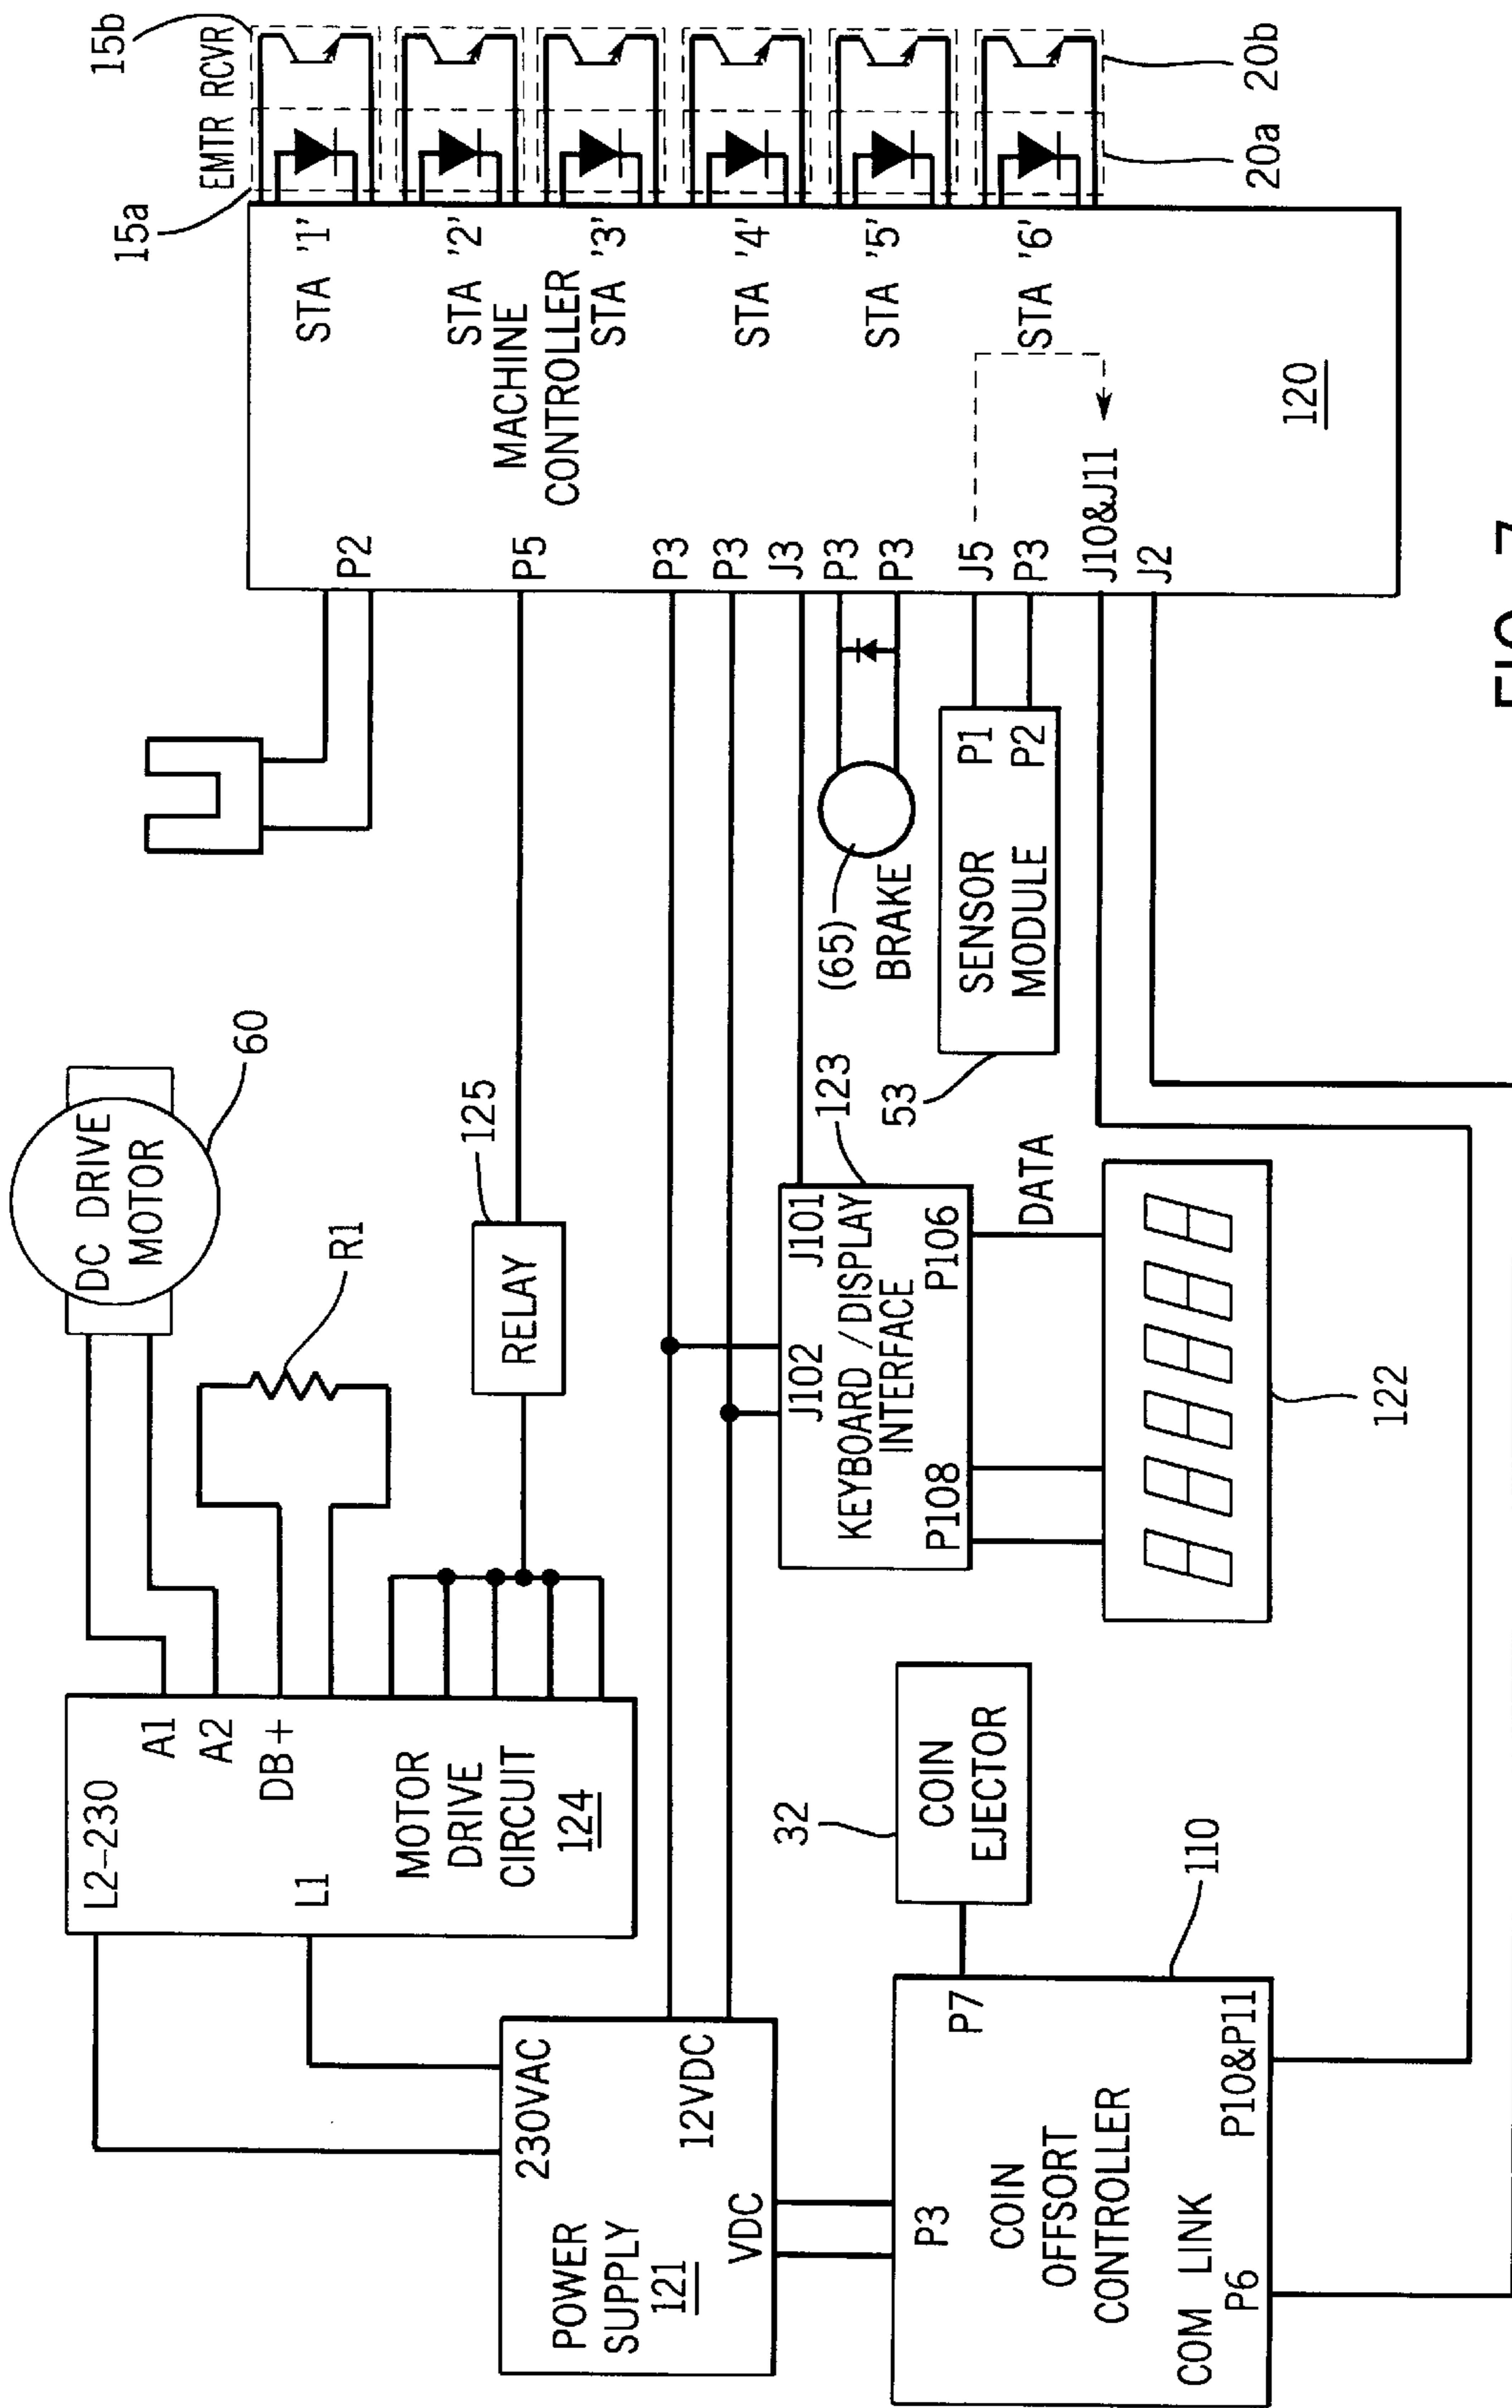 DC DRIVE
MOTOR
60
15b
EMTR RCVR
15a
L2-230
A1
A2
DB+
L1
MOTOR
DRIVE
CIRCUIT
124
R1
RELAY
125
P2
P5
P3
P3
J3
P3
P3
J5
P3
J10&J11
J2
MACHINE
CONTROLLER
120
STA '1'
STA '2'
STA '3'
STA '4'
STA '5'
STA '6'
20a
20b
230VAC
12VDC
VDC
POWER
SUPPLY
121
J102
J101
KEYBOARD/DISPLAY
INTERFACE
P108
P106
123
DATA
122
(65)
BRAKE
SENSOR
MODULE
P1
P2
53
32
COIN
EJECTOR
P7
P3
COIN
OFFSORT
CONTROLLER
COM LINK
P6
P10&P11
110
FIG. 7